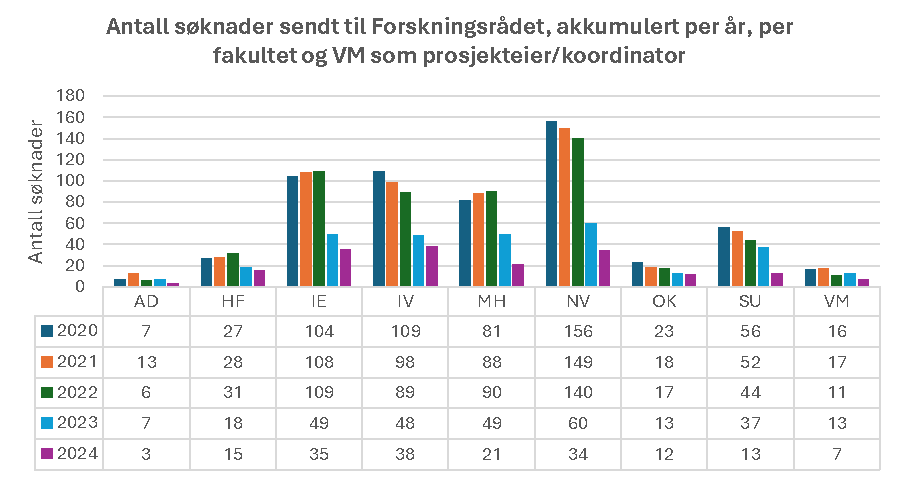 Antall søknader sendt til Forskningsrådet, akkumulert per år, per
fakultet og VM som prosjekteier/koordinator
Antall søknader
180
160
140
120
100
80
60
40
20
0
AD HF IE IV MH NV OK SU VM
2020 7 27 104 109 81 156 23 56 16
2021 13 28 108 98 88 149 18 52 17
2022 6 31 109 89 90 140 17 44 11
2023 7 18 49 48 49 60 13 37 13
2024 3 15 35 38 21 34 12 13 7